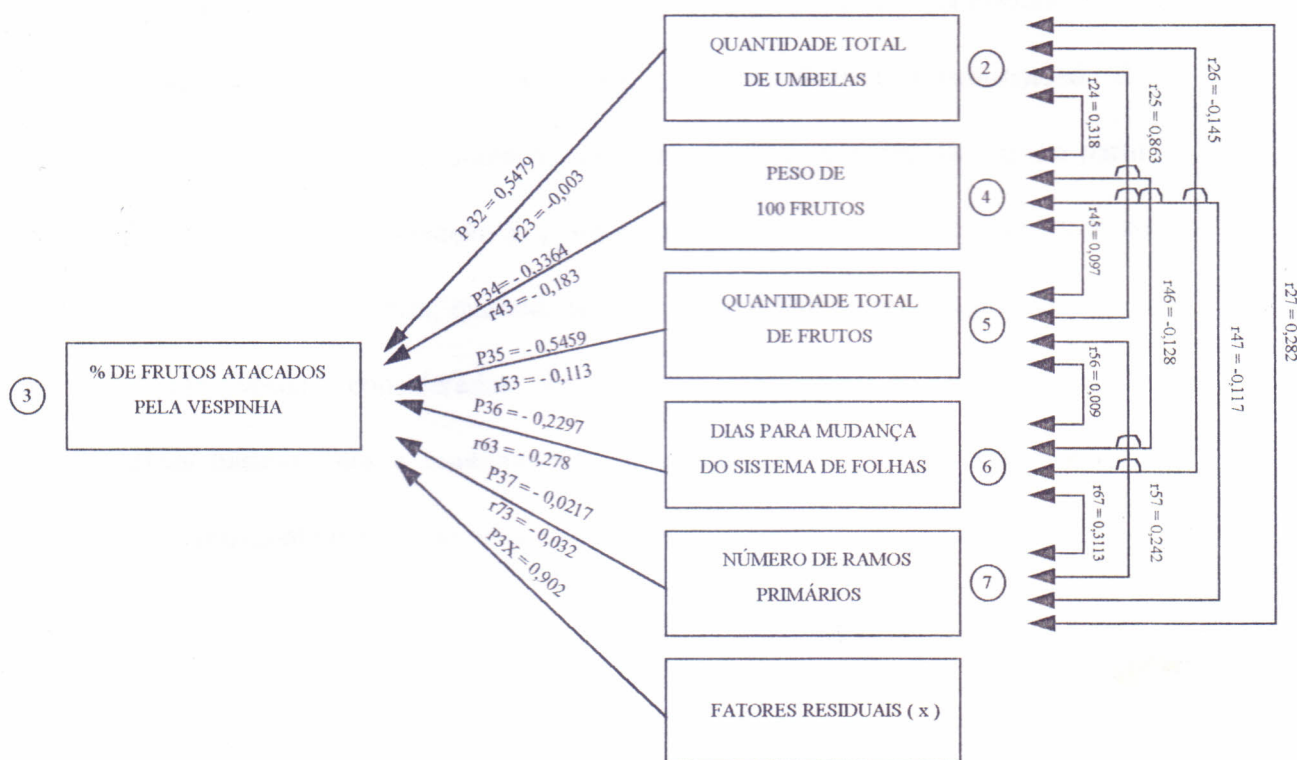 QUANTIDADE TOTAL
DE UMBELAS
2
PESO DE
100 FRUTOS
4
QUANTIDADE TOTAL
DE FRUTOS
5
3
% DE FRUTOS ATACADOS
PELA VESPINHA
DIAS PARA MUDANÇA
DO SISTEMA DE FOLHAS
6
NÚMERO DE RAMOS
PRIMÁRIOS
7
FATORES RESIDUAIS ( x )
P 32 = 0,5479
r23 = -0,003
P34= - 0,3364
r43 = - 0,183
P35 = - 0,5459
r53 = - 0,113
P36 = - 0,2297
r63 = - 0,278
P37 = - 0,0217
r73 = -0,032
P3X = 0,902
r24 = 0,318
r25 = 0,863
r26 = -0,145
r27 = 0,282
r45 = 0,097
r46 = -0,128
r47 = -0,117
r56 = 0,009
r57 = 0,242
r67 = 0,3113